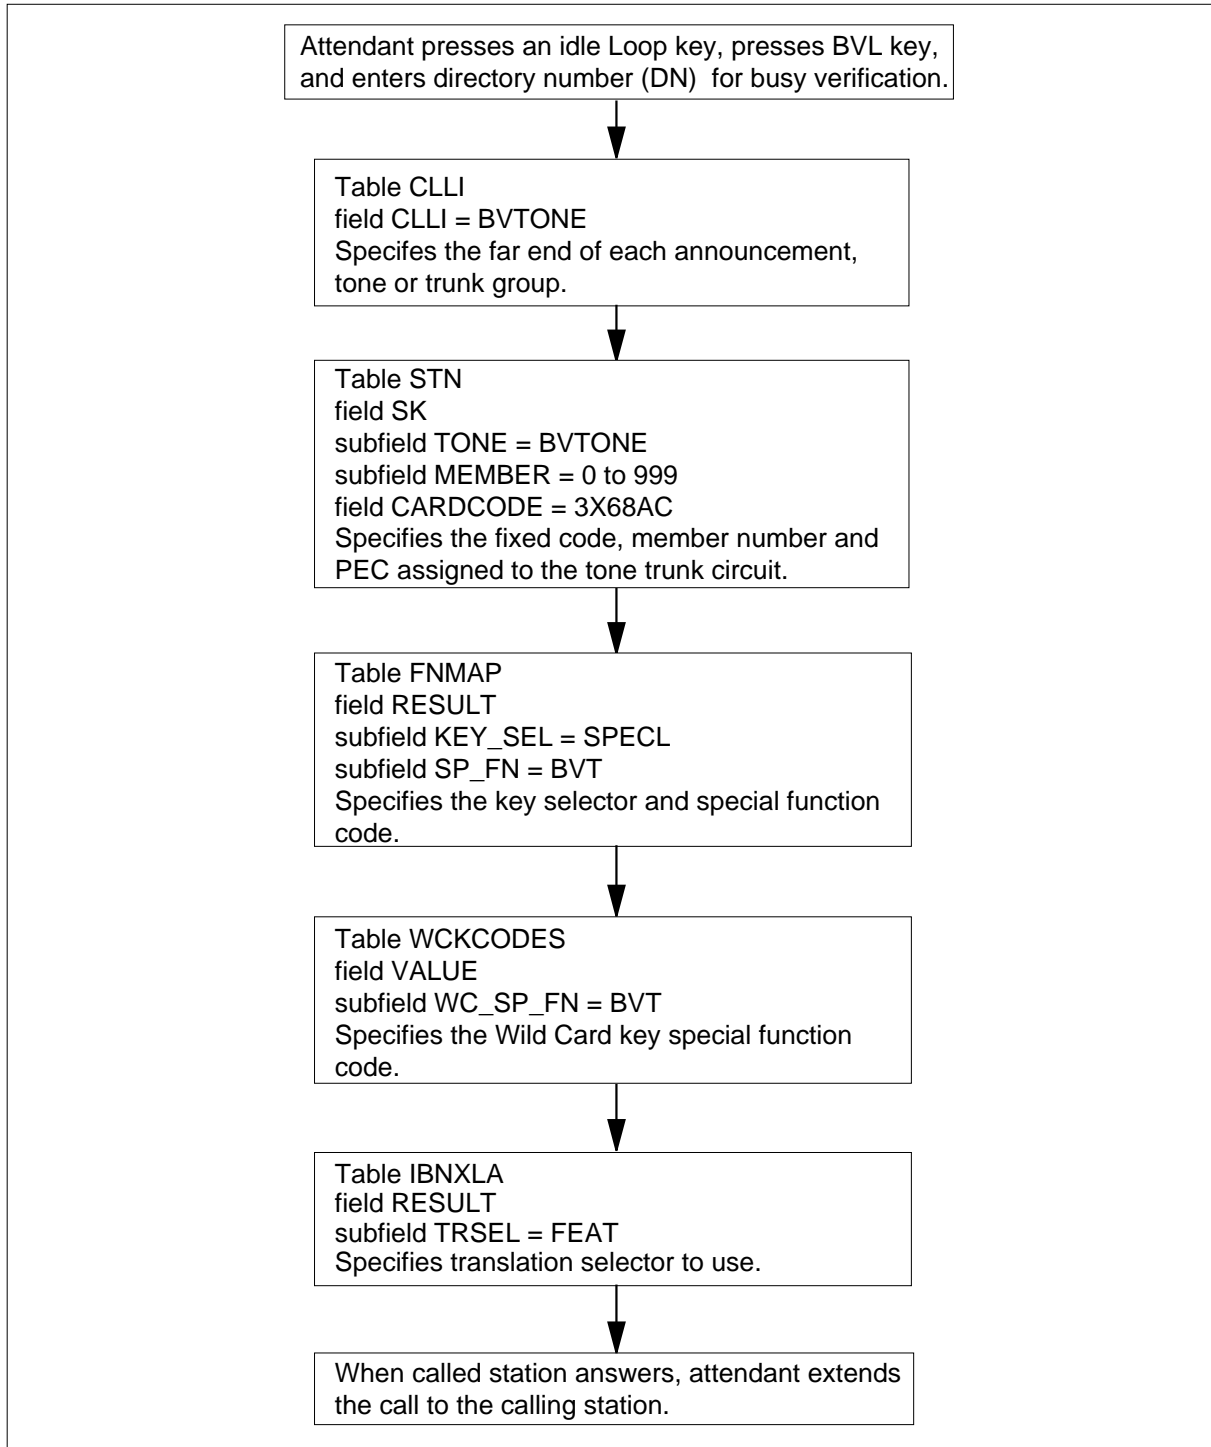 Attendant presses an idle Loop key, presses BVL key,
and enters directory number (DN)  for busy verification.
Table CLLI
field CLLI = BVTONE
Specifes the far end of each announcement,
tone or trunk group.
Table STN
field SK
subfield TONE = BVTONE
subfield MEMBER = 0 to 999
field CARDCODE = 3X68AC
Specifies the fixed code, member number and
PEC assigned to the tone trunk circuit.
Table FNMAP
field RESULT
subfield KEY_SEL = SPECL
subfield SP_FN = BVT
Specifies the key selector and special function
code.
Table WCKCODES
field VALUE
subfield WC_SP_FN = BVT
Specifies the Wild Card key special function
code.
Table IBNXLA
field RESULT
subfield TRSEL = FEAT
Specifies translation selector to use.
When called station answers, attendant extends
the call to the calling station.